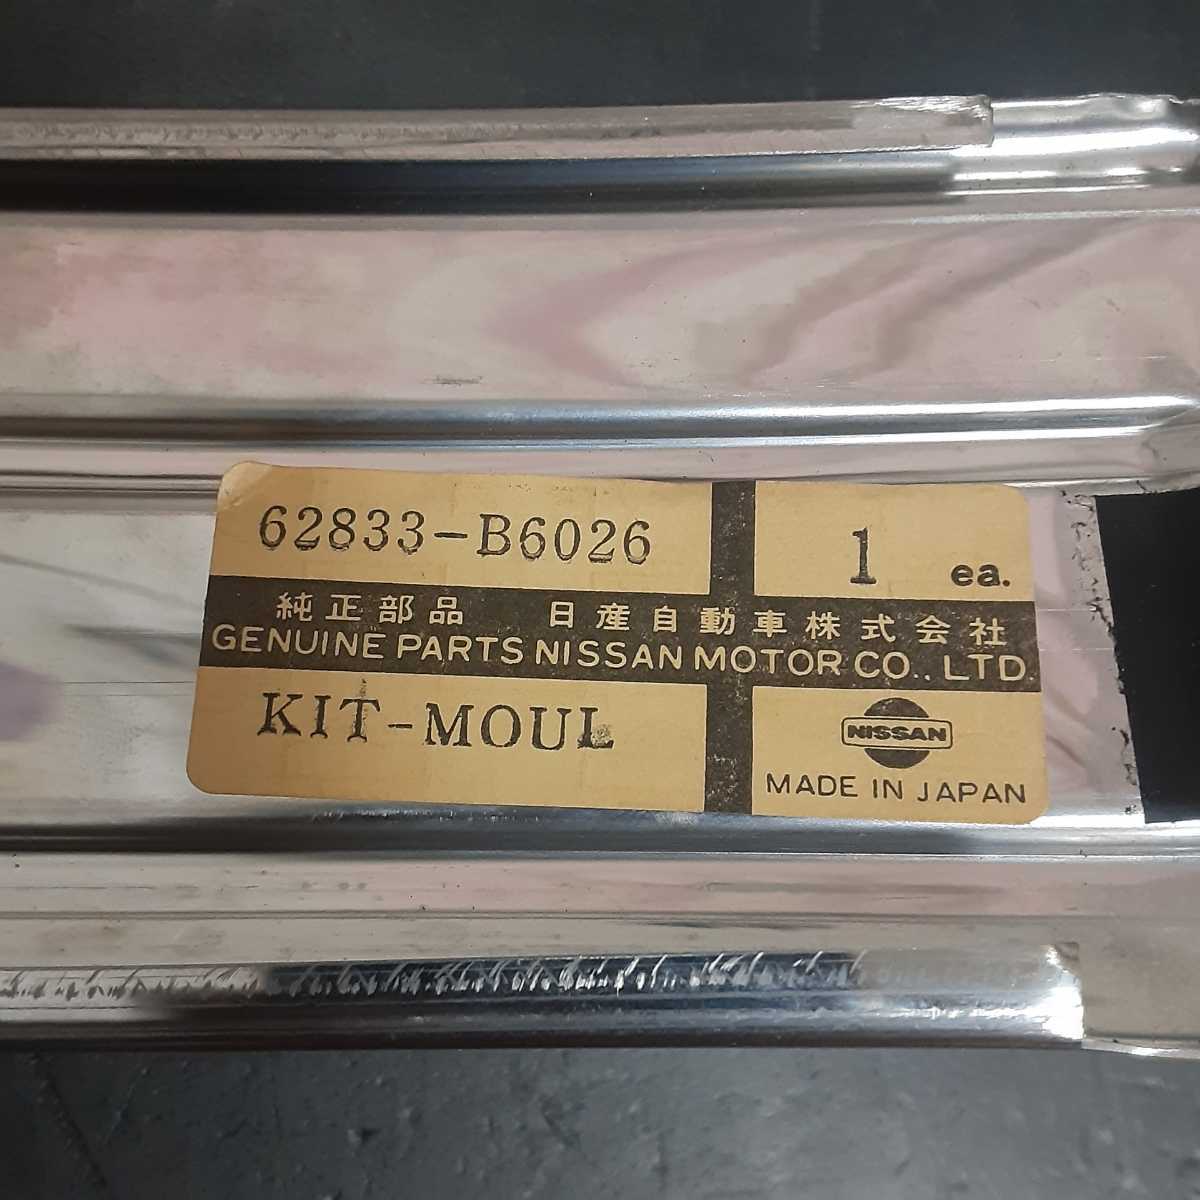 62833-B6026
1 ea.
純正部品 日産自動車株式会社
GENUINE PARTS NISSAN MOTOR CO., LTD.
KIT-MOUL
NISSAN
MADE IN JAPAN